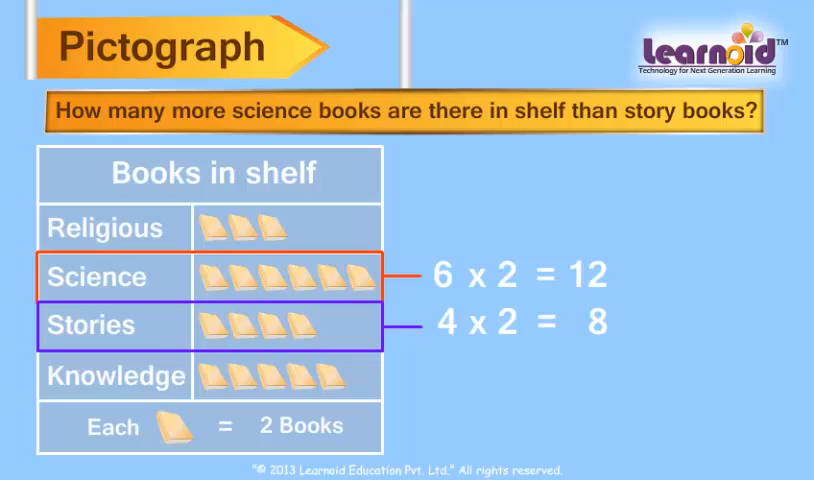 Pictograph
Learnoid™
Technology for Next Generation Learning
How many more science books are there in shelf than story books?
Books in shelf
Religious
Science 6 x 2 = 12
Stories 4 x 2 = 8
Knowledge
Each = 2 Books
"© 2013 Learnoid Education Pvt. Ltd." All rights reserved.